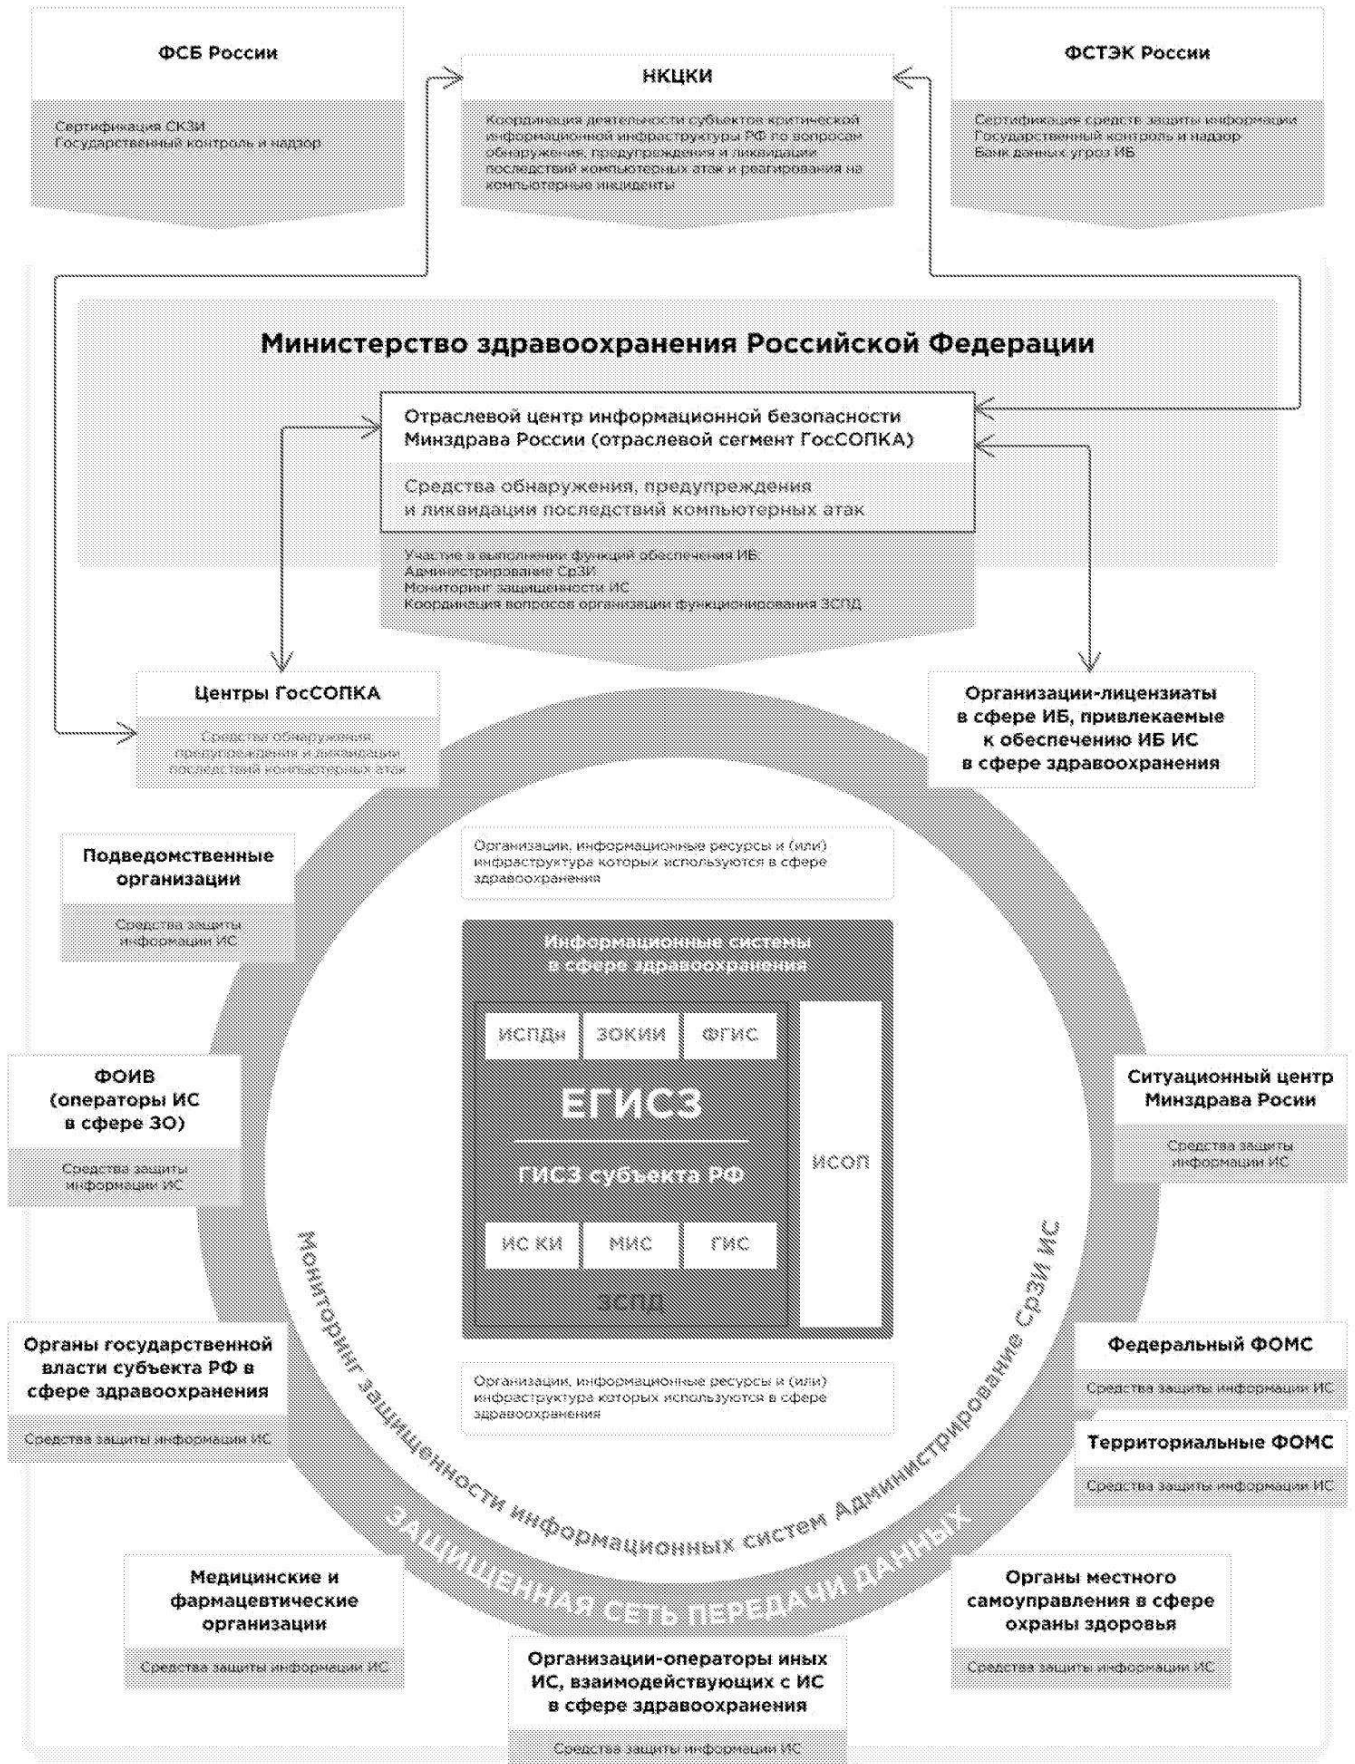 ФСБ России
Сертификация СКЗИ
Государственный контроль и надзор
НКЦКИ
Координация деятельности субъектов критической
информационной инфраструктуры РФ по вопросам
обнаружения, предупреждения и ликвидации
последствий компьютерных атак и реагирования на
компьютерные инциденты
ФСТЭК России
Сертификация средств защиты информации
Государственный контроль и надзор
Банк данных угроз ИБ
Министерство здравоохранения Российской Федерации
Отраслевой центр информационной безопасности
Минздрава России (отраслевой сегмент ГосСОПКА)
Средства обнаружения, предупреждения
и ликвидации последствий компьютерных атак
Участие в выполнении функций обеспечения ИБ:
Администрирование СрЗИ
Мониторинг защищенности ИС
Координация вопросов организации функционирования ЗСПД
Центры ГосСОПКА
Средства обнаружения,
предупреждения и ликвидации
последствий компьютерных атак
Организации-лицензиаты
в сфере ИБ, привлекаемые
к обеспечению ИБ ИС
в сфере здравоохранения
Подведомственные
организации
Средства защиты
информации ИС
Организации, информационные ресурсы и (или)
инфраструктура которых используются в сфере
здравоохранения
Информационные системы
в сфере здравоохранения
ИСПДн ЗОКИИ ФГИС
ЕГИСЗ
ГИСЗ субъекта РФ
ИС КИ МИС ГИС
ЗСПД
ИСОП
ФОИВ
(операторы ИС
в сфере ЗО)
Средства защиты
информации ИС
Ситуационный центр
Минздрава Росии
Средства защиты
информации ИС
Органы государственной
власти субъекта РФ в
сфере здравоохранения
Средства защиты информации ИС
Организации, информационные ресурсы и (или)
инфраструктура которых используются в сфере
здравоохранения
Федеральный ФОМС
Средства защиты информации ИС
Территориальные ФОМС
Средства защиты информации ИС
Мониторинг защищенности информационных систем Администрирование СрЗИ ИС
ЗАЩИЩЕННАЯ СЕТЬ ПЕРЕДАЧИ ДАННЫХ
Медицинские и
фармацевтические
организации
Средства защиты информации ИС
Организации-операторы иных
ИС, взаимодействующих с ИС
в сфере здравоохранения
Средства защиты информации ИС
Органы местного
самоуправления в сфере
охраны здоровья
Средства защиты информации ИС